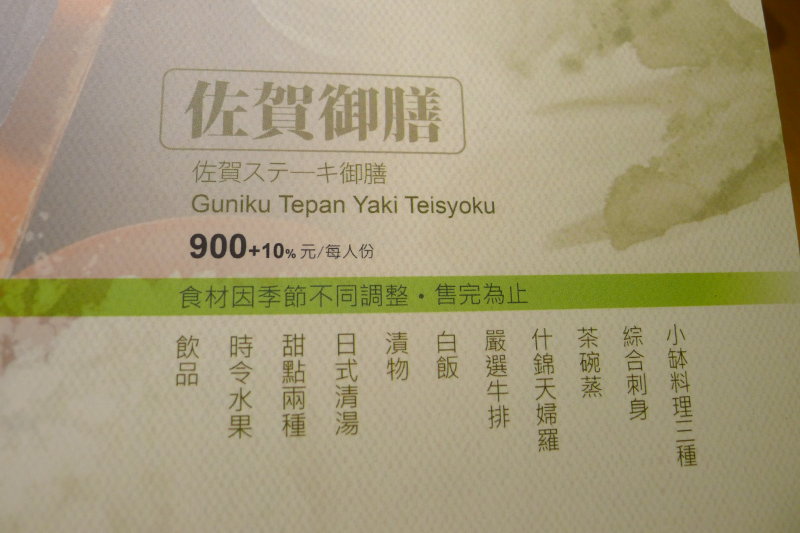 佐賀御膳
佐賀ステーキ御膳
Guniku Tepan Yaki Teisyoku
900+10% 元/每人份
食材因季節不同調整・售完為止
小缽料理三種
綜合刺身
茶碗蒸
什錦天婦羅
嚴選牛排
白飯
漬物
日式清湯
甜點兩種
時令水果
飲品